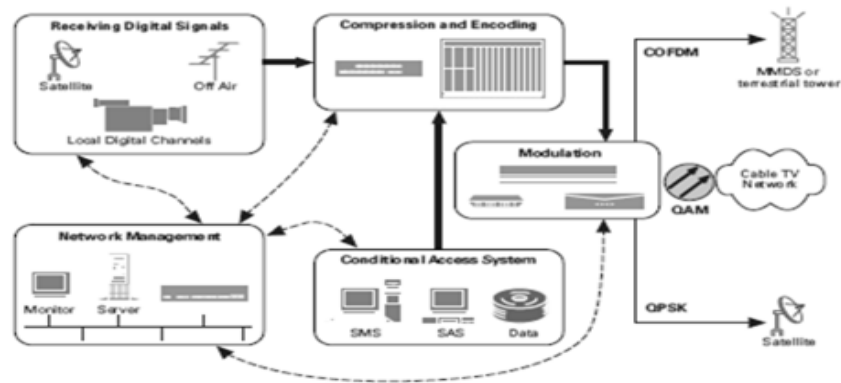 Receiving Digital Signals
Satellite
Off Air
Local Digital Channels
Compression and Encoding
COFDM
MMDS or
terrestrial tower
Modulation
QAM
Cable TV
Network
Network Management
Monitor
Server
Conditional Access System
SMS
SAS
Data
QPSK
Satellite